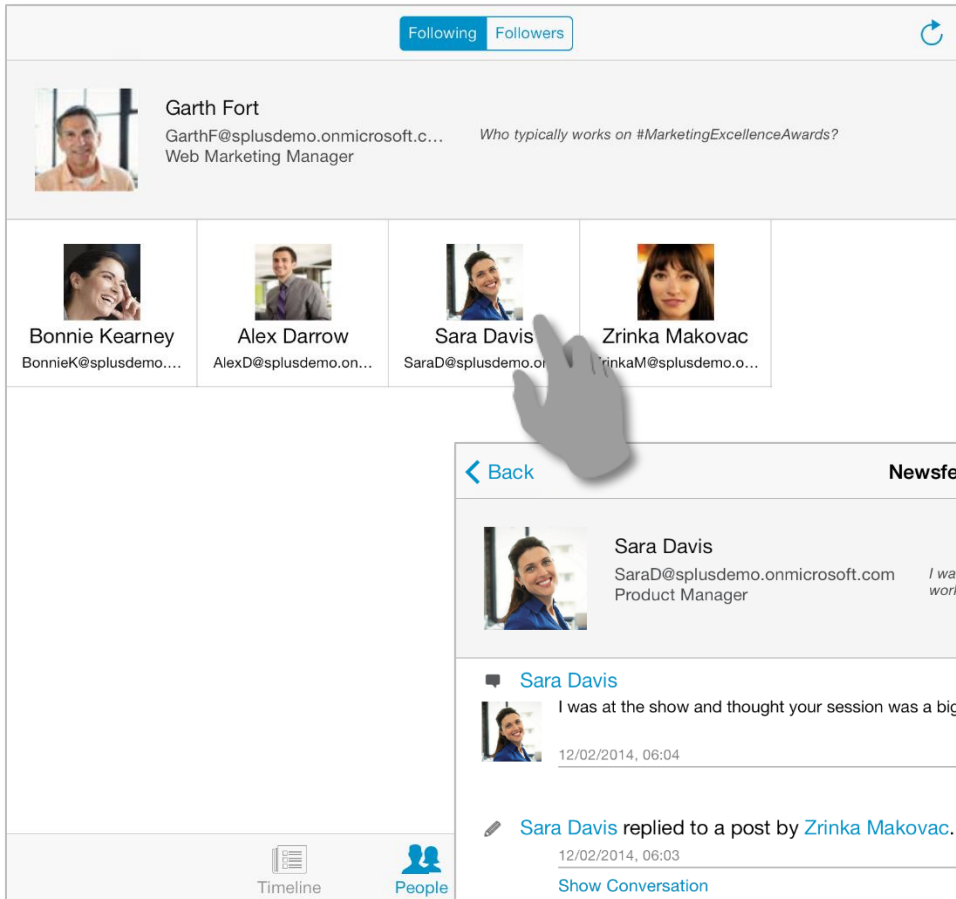 Following Followers
Garth Fort
GarthF@splusdemo.onmicrosoft.c...
Web Marketing Manager
Who typically works on #MarketingExcellenceAwards?
Bonnie Kearney
BonnieK@splusdemo....
Alex Darrow
AlexD@splusdemo.on...
Sara Davis
SaraD@splusdemo.on
Zrinka Makovac
rinkaM@splusdemo.o...
Back
Newsfe
Sara Davis
SaraD@splusdemo.onmicrosoft.com
Product Manager
I wa
work
Sara Davis
I was at the show and thought your session was a big
12/02/2014, 06:04
Sara Davis replied to a post by Zrinka Makovac.
12/02/2014, 06:03
Show Conversation
Timeline
People